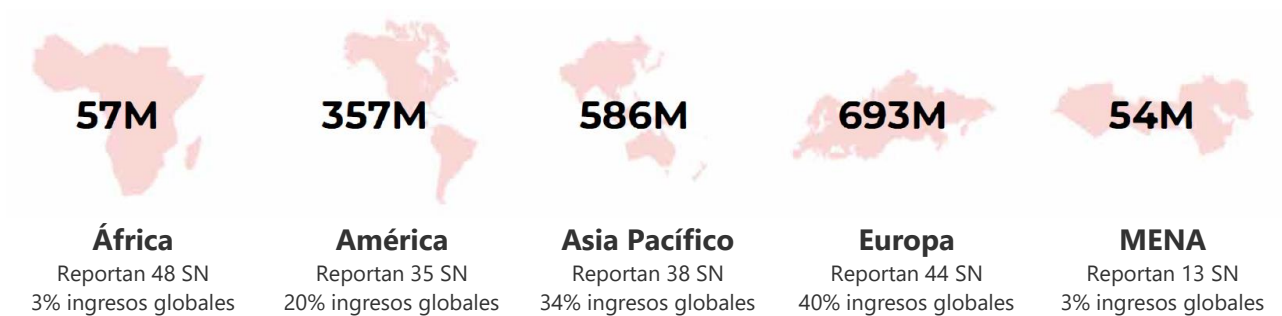 57M
África
Reportan 48 SN
3% ingresos globales
357M
América
Reportan 35 SN
20% ingresos globales
586M
Asia Pacífico
Reportan 38 SN
34% ingresos globales
693M
Europa
Reportan 44 SN
40% ingresos globales
54M
MENA
Reportan 13 SN
3% ingresos globales